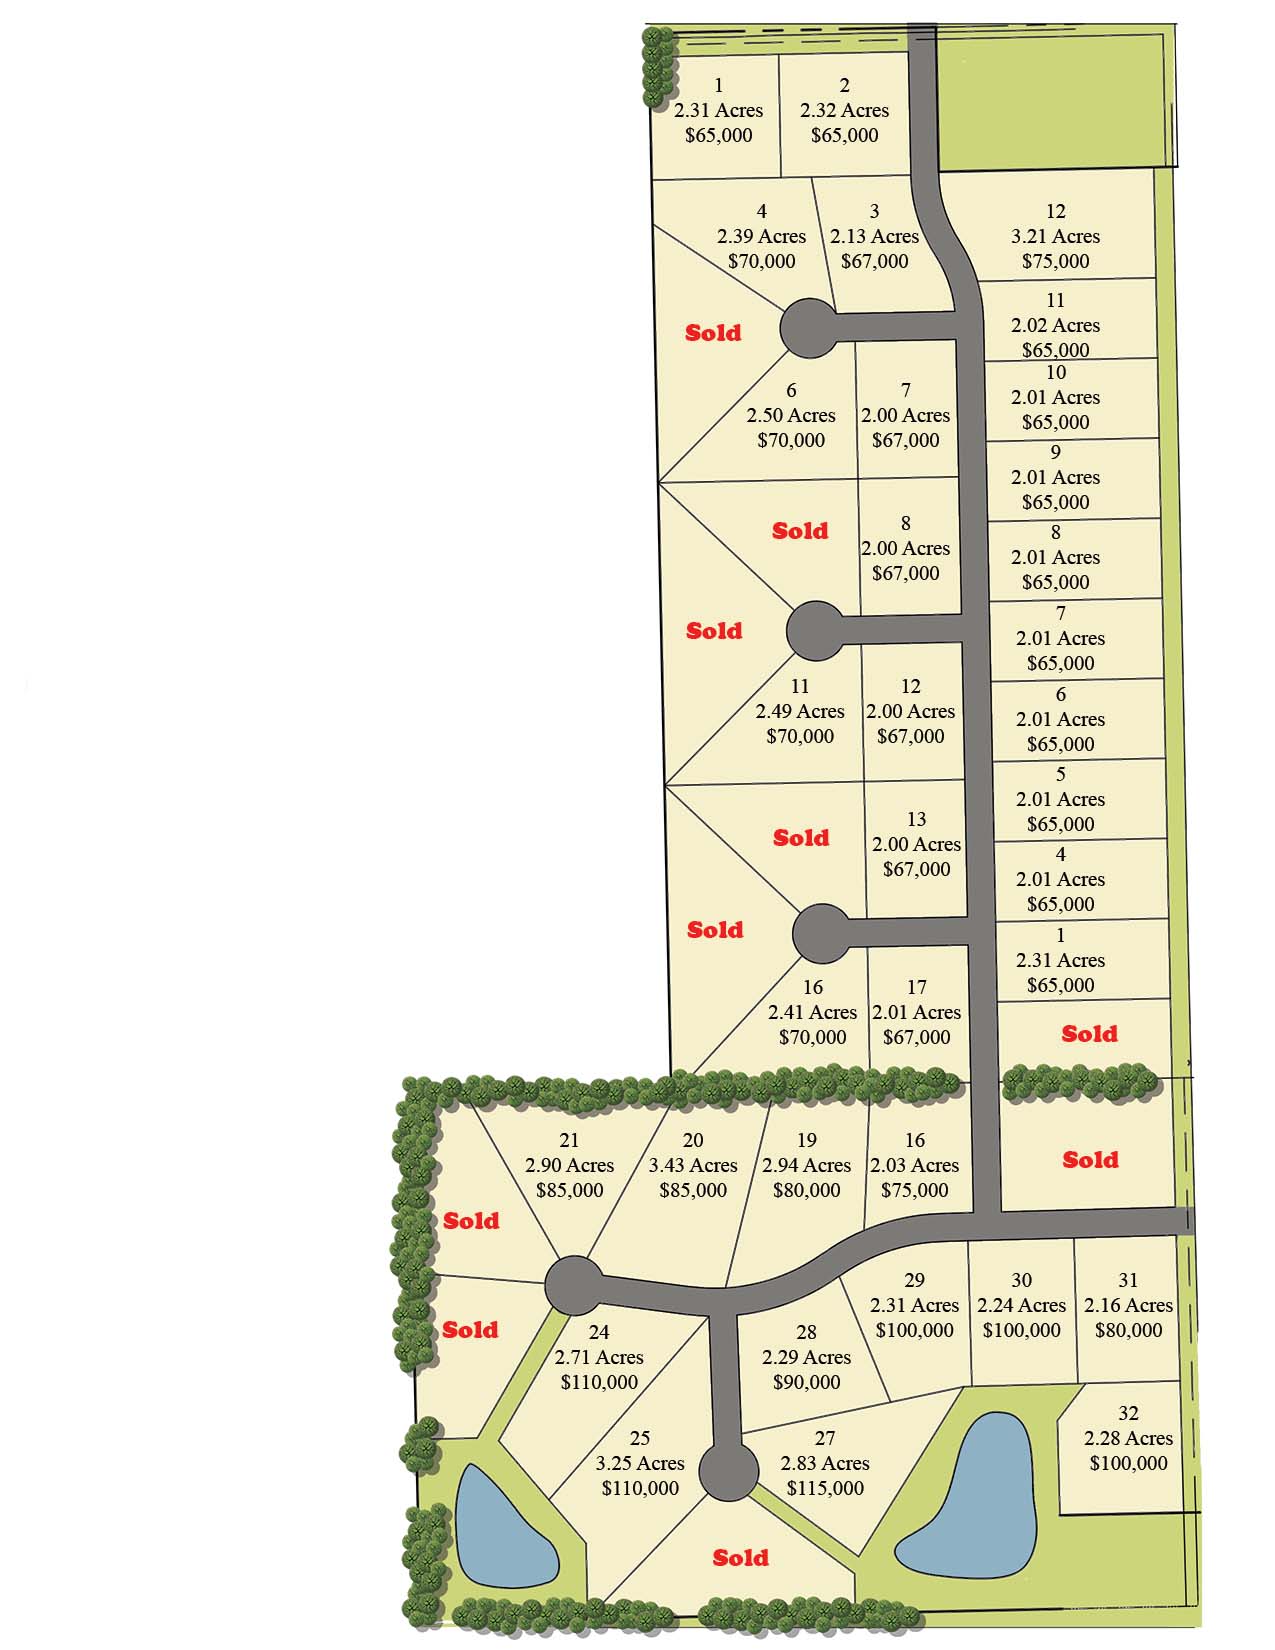 1
2.31 Acres
$65,000
2
2.32 Acres
$65,000
4
2.39 Acres
$70,000
3
2.13 Acres
$67,000
12
3.21 Acres
$75,000
Sold
11
2.02 Acres
$65,000
6
2.50 Acres
$70,000
7
2.00 Acres
$67,000
10
2.01 Acres
$65,000
9
2.01 Acres
$65,000
Sold
8
2.00 Acres
$67,000
8
2.01 Acres
$65,000
Sold
7
2.01 Acres
$65,000
11
2.49 Acres
$70,000
12
2.00 Acres
$67,000
6
2.01 Acres
$65,000
5
2.01 Acres
$65,000
Sold
13
2.00 Acres
$67,000
4
2.01 Acres
$65,000
Sold
1
2.31 Acres
$65,000
16
2.41 Acres
$70,000
17
2.01 Acres
$67,000
Sold
21
2.90 Acres
$85,000
20
3.43 Acres
$85,000
19
2.94 Acres
$80,000
16
2.03 Acres
$75,000
Sold
Sold
Sold
24
2.71 Acres
$110,000
28
2.29 Acres
$90,000
29
2.31 Acres
$100,000
30
2.24 Acres
$100,000
31
2.16 Acres
$80,000
25
3.25 Acres
$110,000
27
2.83 Acres
$115,000
32
2.28 Acres
$100,000
Sold